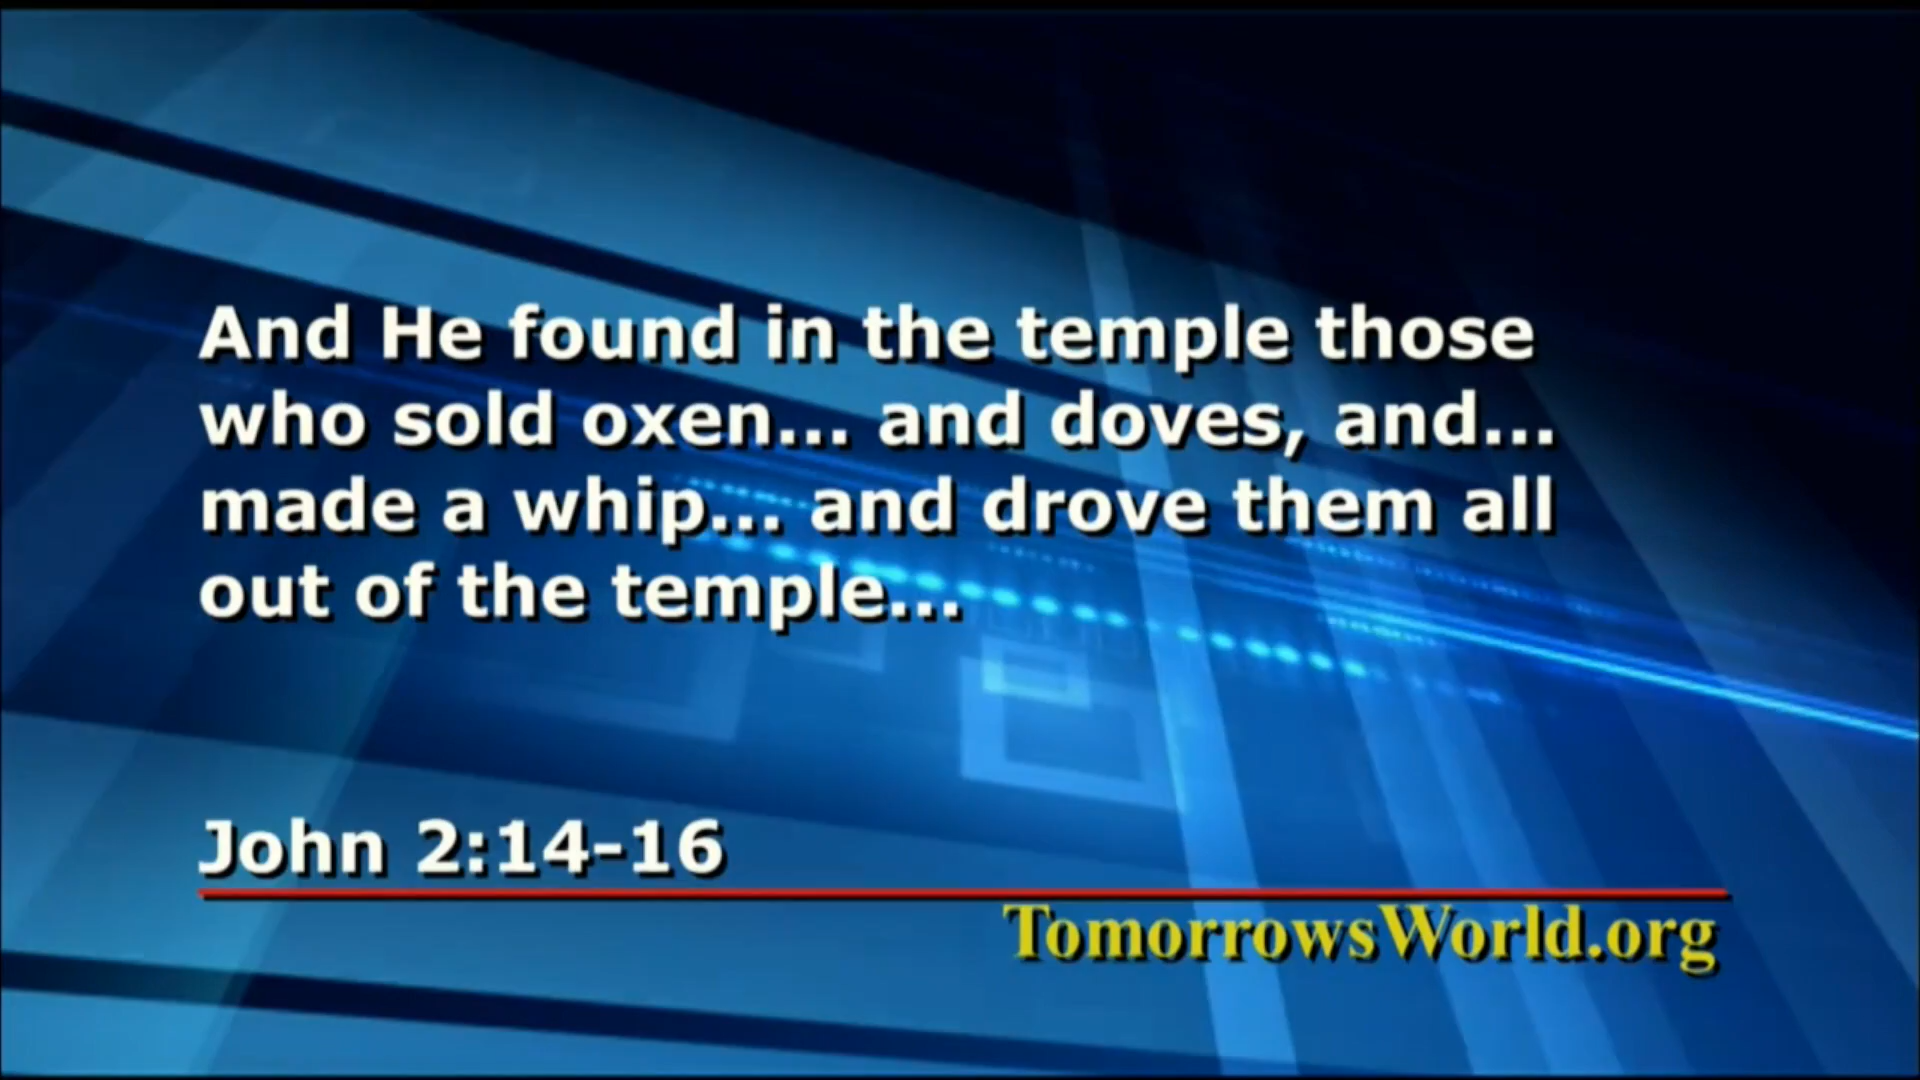 And He found in the temple those
who sold oxen... and doves, and...
made a whip... and drove them all
out of the temple...
John 2:14-16
TomorrowsWorld.org